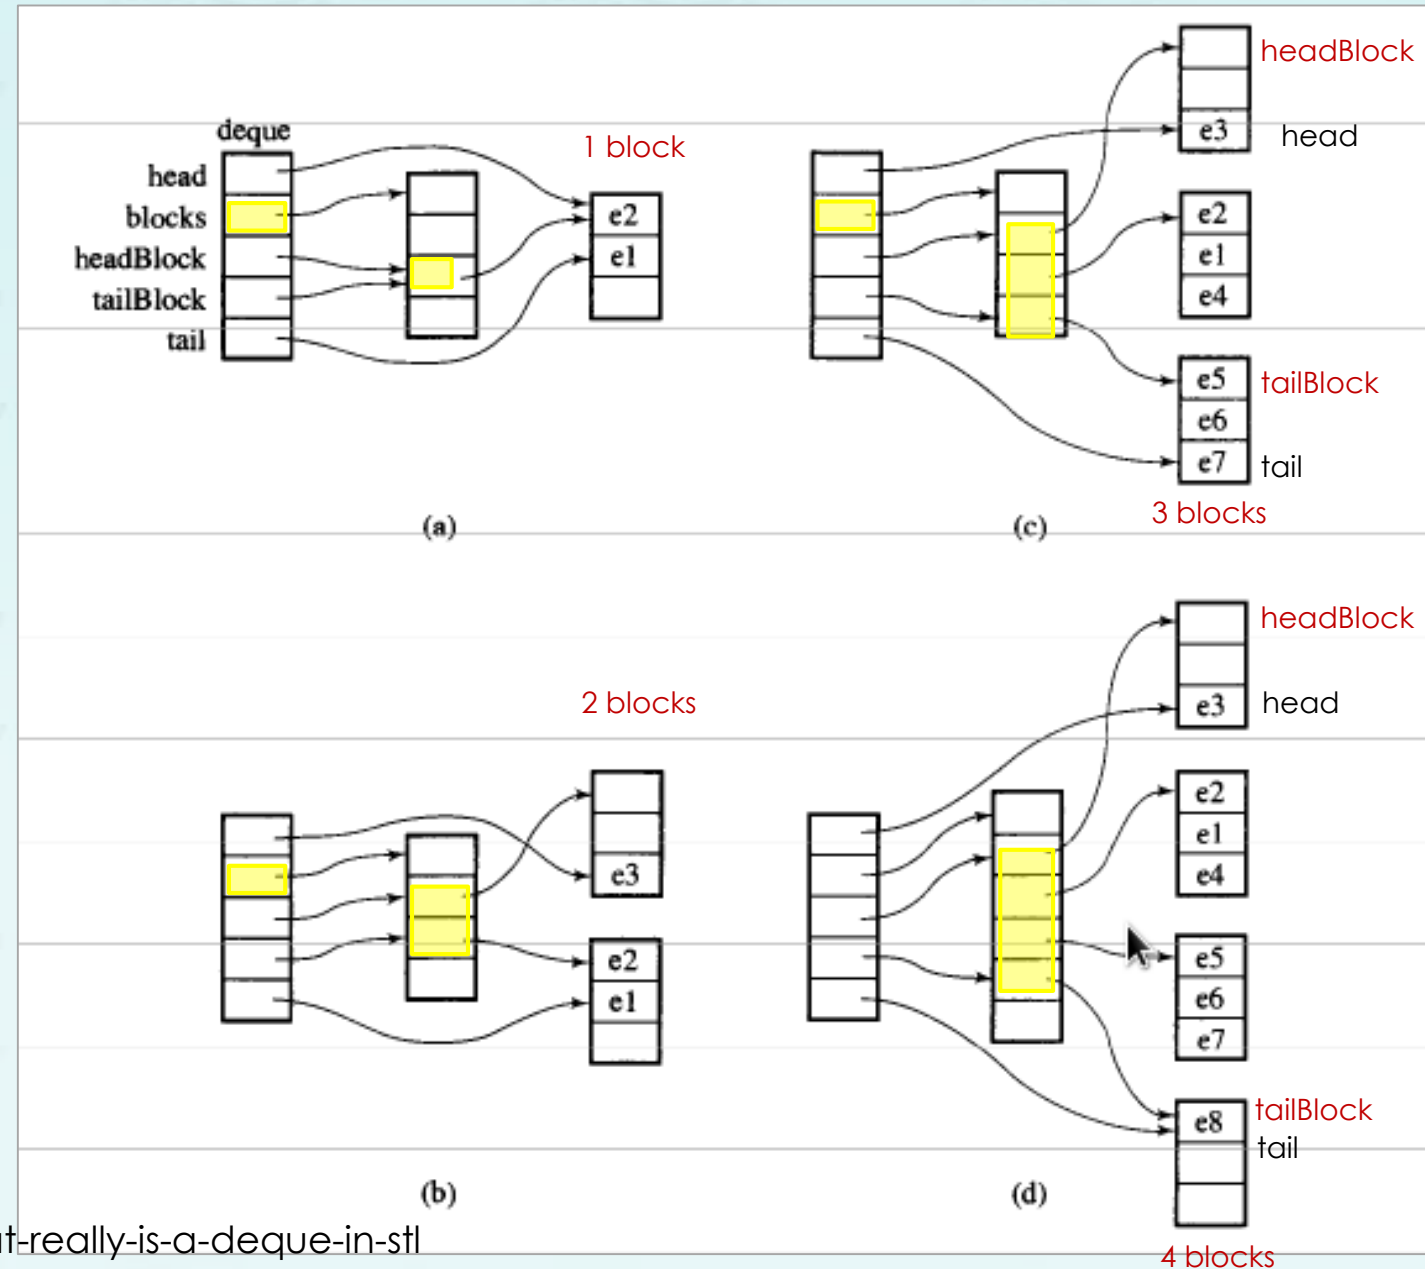 deque
head
blocks
headBlock
tailBlock
tail
1 block
e2
e1
(a)
headBlock
e3 head
e2
e1
e4
e5 tailBlock
e6
e7 tail
3 blocks
(c)
2 blocks
e3
e2
e1
(b)
headBlock
e3 head
e2
e1
e4
e5
e6
e7
e8 tailBlock
tail
(d)
4 blocks
t-really-is-a-deque-in-stl